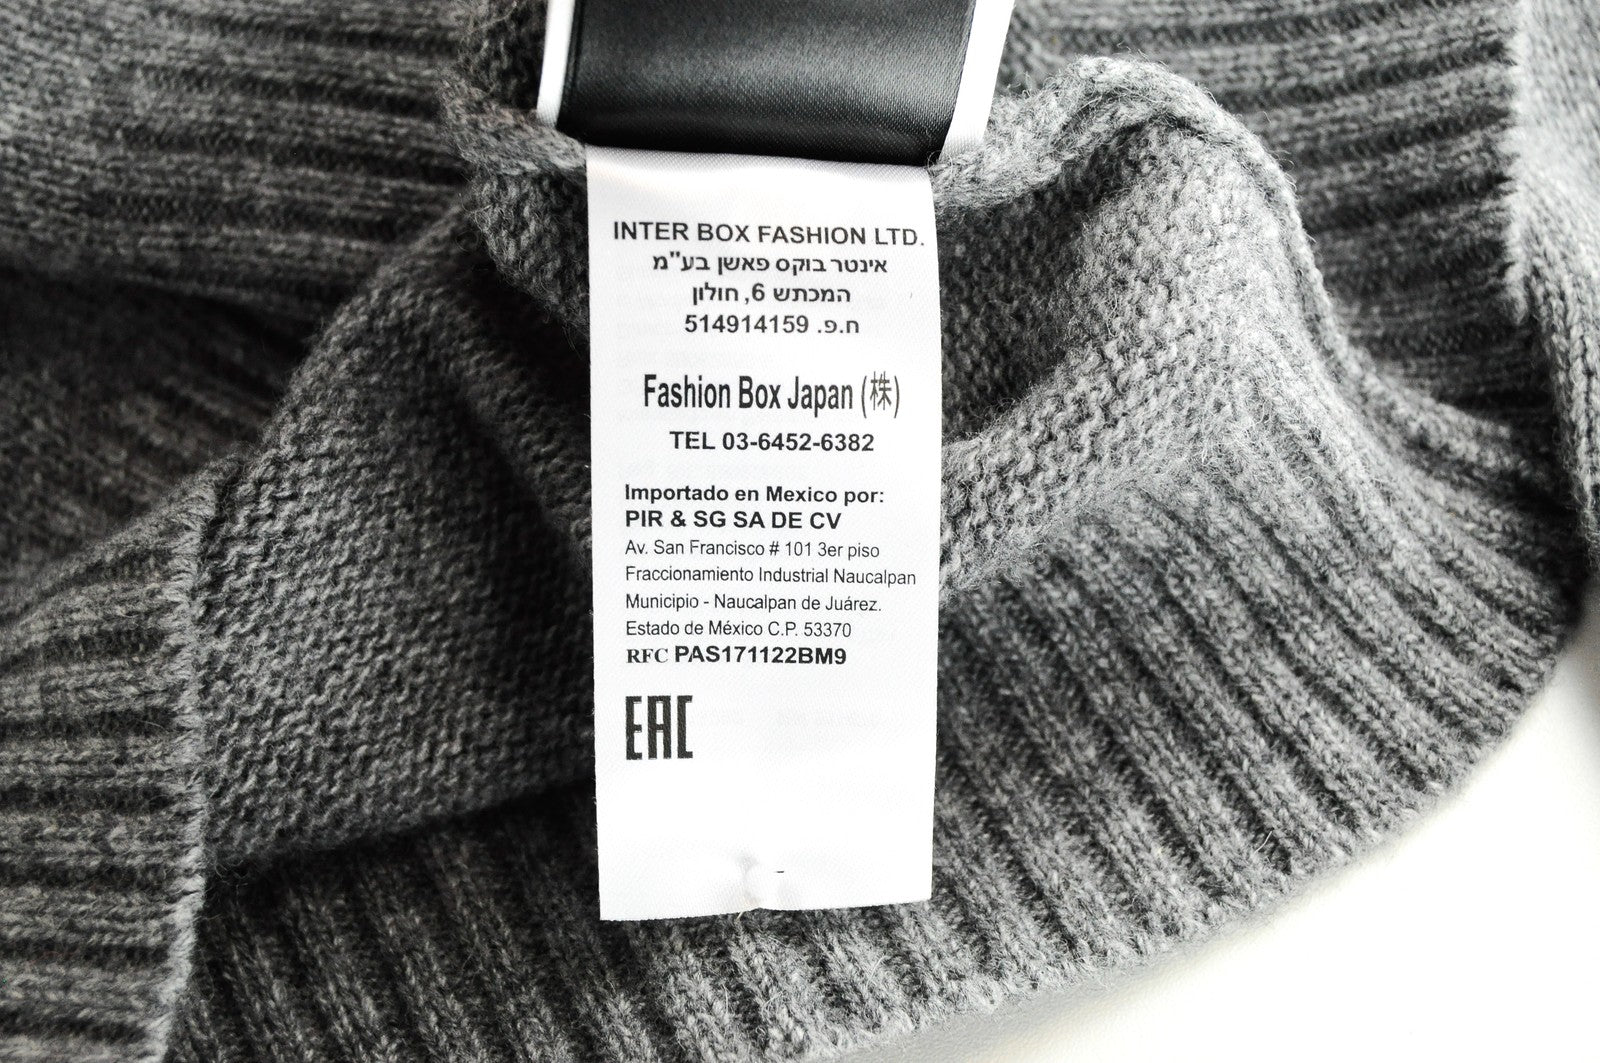 INTER BOX FASHION LTD.
אינטר בוקס פאשן בע"מ
המכתש 6, חולון
ח.פ. 514914159
Fashion Box Japan (株)
TEL 03-6452-6382
Importado en Mexico por:
PIR & SG SA DE CV
Av. San Francisco # 101 3er piso
Fraccionamiento Industrial Naucalpan
Municipio - Naucalpan de Juárez.
Estado de México C.P. 53370
RFC PAS171122BM9
EAC